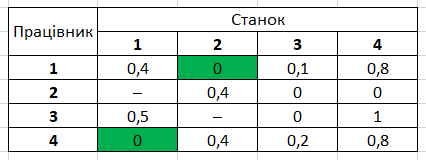 Працівник Станок
1 2 3 4
1 0,4 0 0,1 0,8
2 – 0,4 0 0
3 0,5 – 0 1
4 0 0,4 0,2 0,8